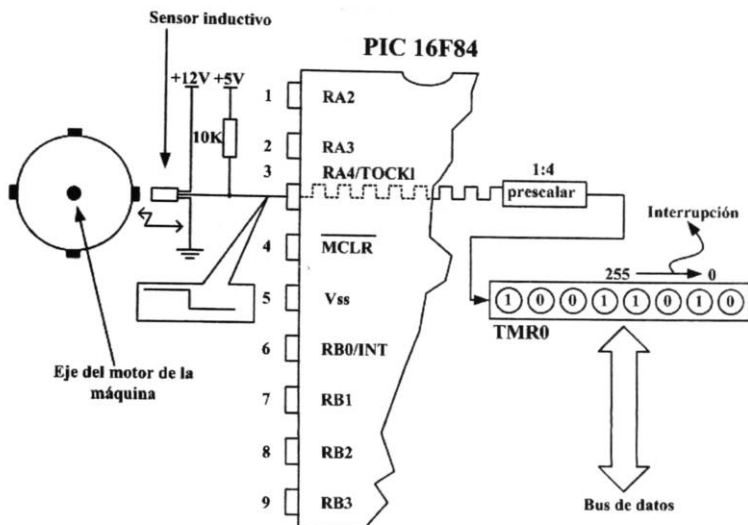 Sensor inductivo
PIC 16F84
+12V +5V
10K
1 RA2
2 RA3
3 RA4/TOCKl
1:4
prescalar
Interrupción
4 MCLR
255 0
1 0 0 1 1 0 1 0
TMR0
5 Vss
6 RB0/INT
Eje del motor de la
máquina
7 RB1
8 RB2
9 RB3
Bus de datos